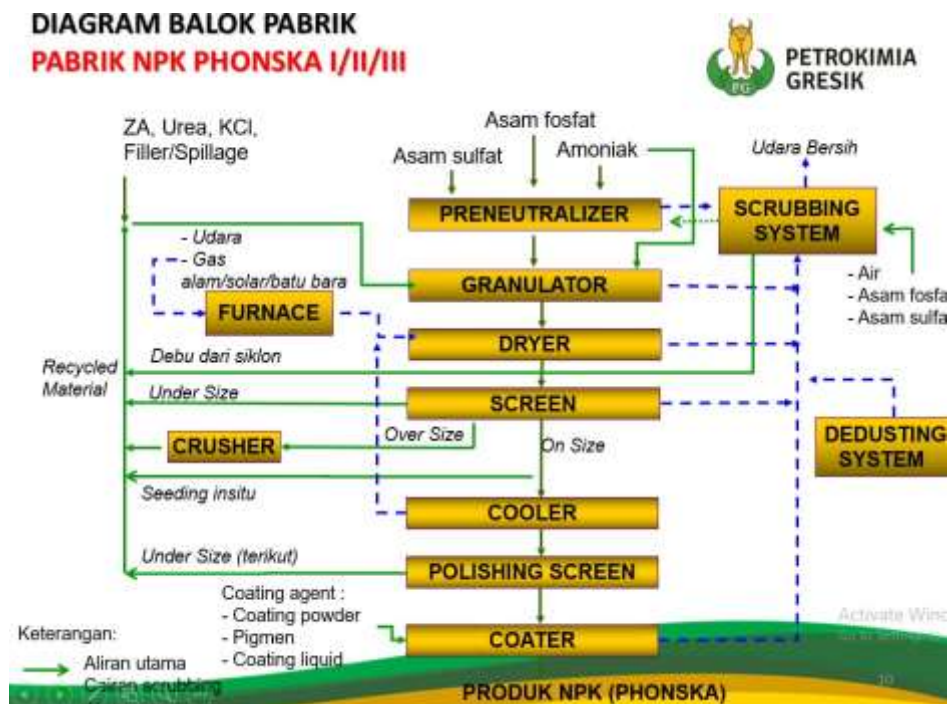 DIAGRAM BALOK PABRIK
PABRIK NPK PHONSKA I/II/III
PG
PETROKIMIA
GRESIK
ZA, Urea, KCl,
Filler/Spillage
Asam fosfat
Asam sulfat
Amoniak
Udara Bersih
PRENEUTRALIZER
SCRUBBING
SYSTEM
- Udara
- Gas
alam/solar/batu bara
GRANULATOR
- Air
- Asam fosfa
- Asam sulfa
FURNACE
DRYER
Debu dari siklon
Recycled
Material
Under Size
SCREEN
Over Size
On Size
CRUSHER
DEDUSTING
SYSTEM
Seeding insitu
COOLER
Under Size (terikut)
POLISHING SCREEN
Coating agent :
- Coating powder
- Pigmen
- Coating liquid
COATER
Activate Winc
Keterangan:
Aliran utama
Cairan scrubbing
PRODUK NPK (PHONSKA)
10